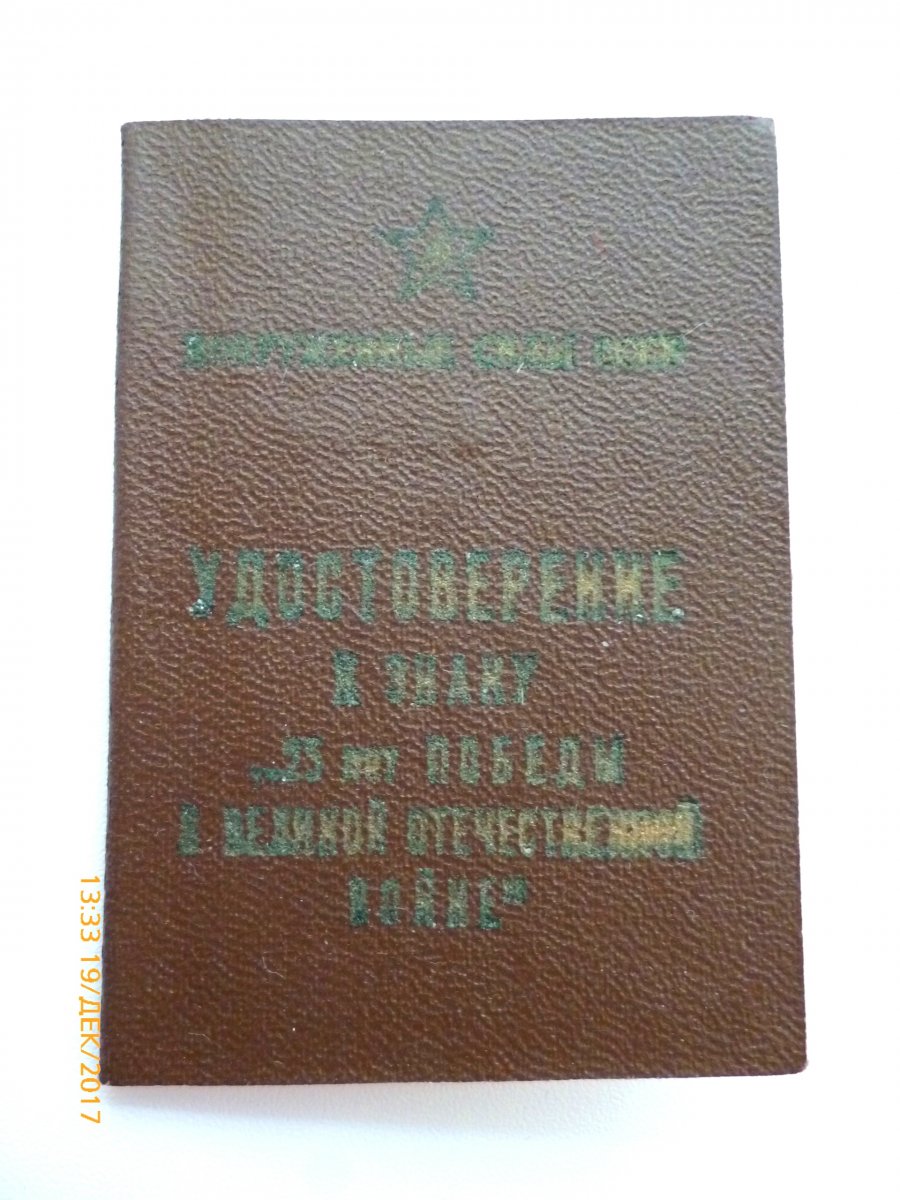 ВООРУЖЕННЫЕ СИЛЫ СССР
УДОСТОВЕРЕНИЕ
К ЗНАКУ
„25 лет ПОБЕДЫ
В ВЕЛИКОЙ ОТЕЧЕСТВЕННОЙ
ВОЙНЕ"
13:33 19/ДЕК/2017